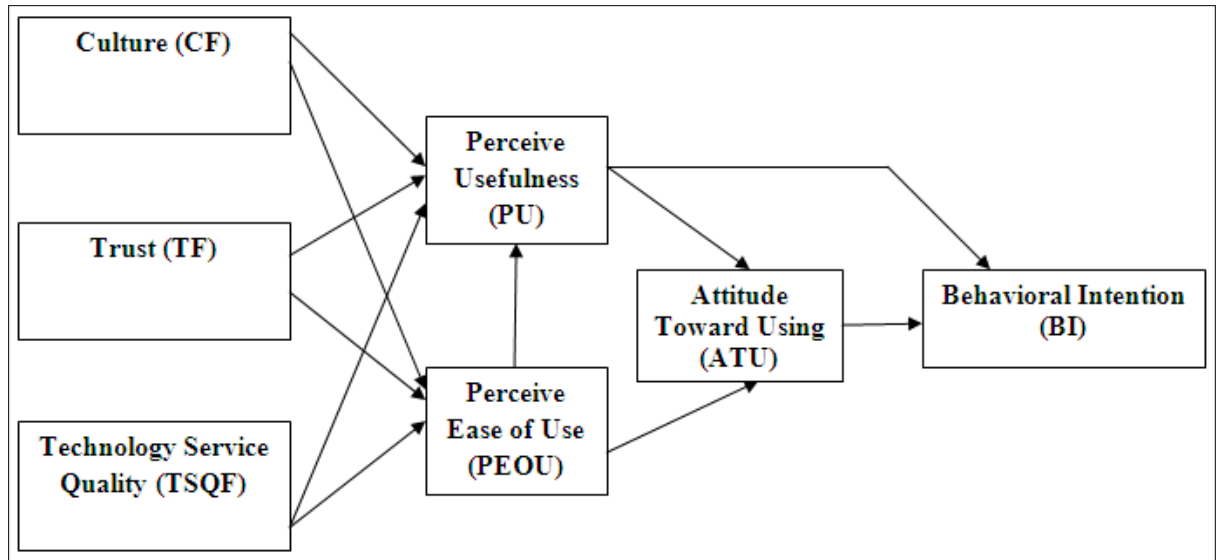 Culture (CF)
Trust (TF)
Technology Service
Quality (TSQF)
Perceive
Usefulness
(PU)
Perceive
Ease of Use
(PEOU)
Attitude
Toward Using
(ATU)
Behavioral Intention
(BI)